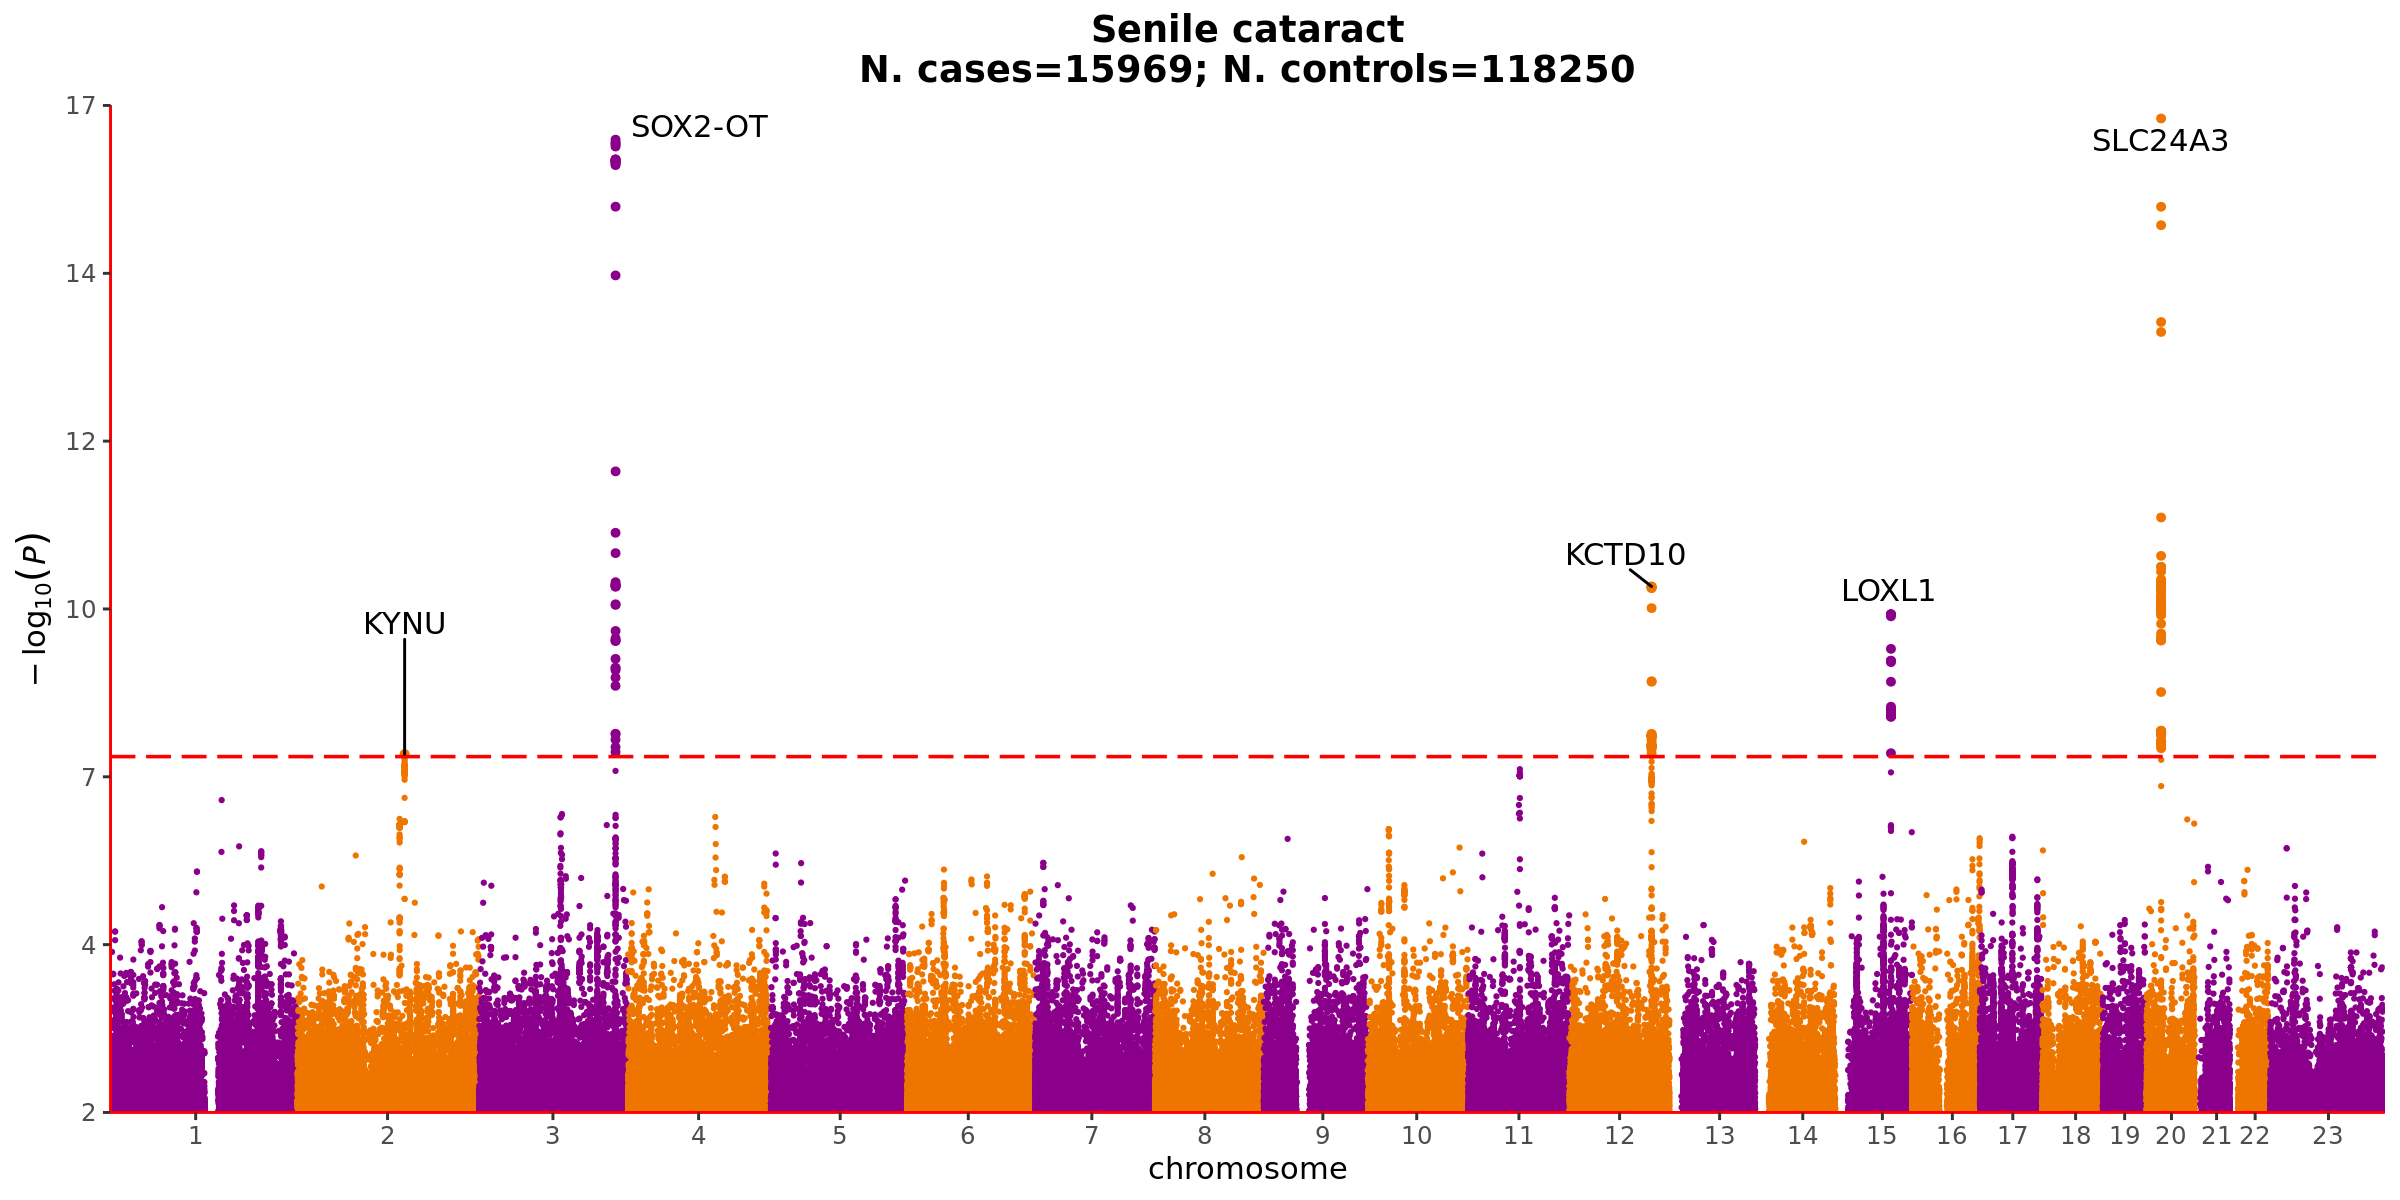 Senile cataract
N. cases=15969; N. controls=118250
17
14
12
10
7
4
2
−log10(P)
SOX2-OT
SLC24A3
KCTD10
LOXL1
KYNU
1 2 3 4 5 6 7 8 9 10 11 12 13 14 15 16 17 18 19 20 21 22 23
chromosome